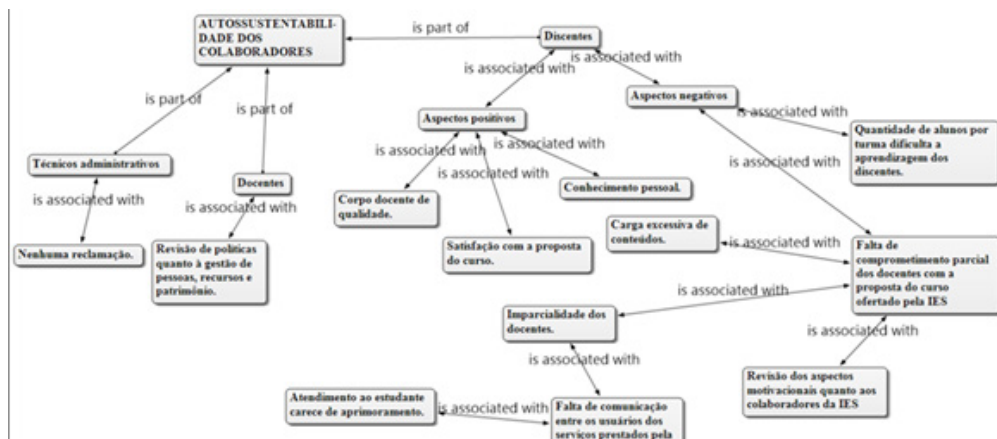 AUTOSSUSTENTABILI-
DADE DOS
COLABORADORES
is part of
Discentes
is associated with
is associated with
is part of
is part of
Aspectos negativos
is associated with
Aspectos positivos
Quantidade de alunos por
turma dificulta a
aprendizagem dos
discentes.
is associated with
is associated with
is associated with
is associated with
Técnicos administrativos
Docentes
Conhecimento pessoal.
is associated with
is associated with
Corpo docente de
qualidade.
Carga excessiva de
conteúdos.
is associated with
Nenhuma reclamação.
Revisão de políticas
quanto à gestão de
pessoas, recursos e
patrimônio.
Satisfação com a proposta
do curso.
Falta de
comprometimento parcial
dos docentes com a
proposta do curso
ofertado pela IES
is associated with
Imparcialidade dos
docentes.
is associated with
is associated with
Revisão dos aspectos
motivacionais quanto aos
colaboradores da IES
Atendimento ao estudante
carece de aprimoramento.
is associated with
Falta de comunicação
entre os usuários dos
serviços prestados pela